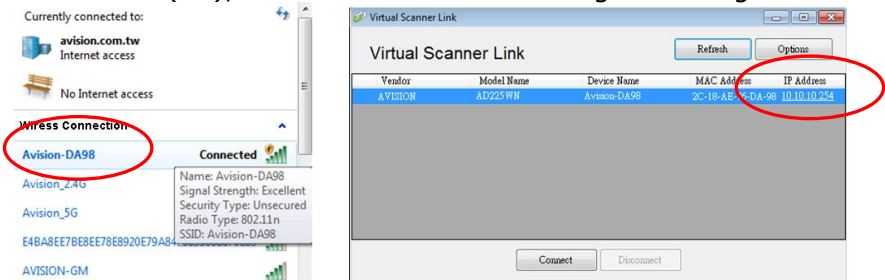 Currently connected to:
avision.com.tw
Internet access
No Internet access
Wiress Connection
Avision-DA98 Connected
Avision_2.4G
Avision_5G
AVISION-GM
Name: Avision-DA98
Signal Strength: Excellent
Security Type: Unsecured
Radio Type: 802.11n
SSID: Avision-DA98
Virtual Scanner Link
Virtual Scanner Link
Refresh Options
Vendor Model Name Device Name MAC Address IP Address
AVISION AD225WN Avision-DA98 10.10.10.254
Connect Disconnect